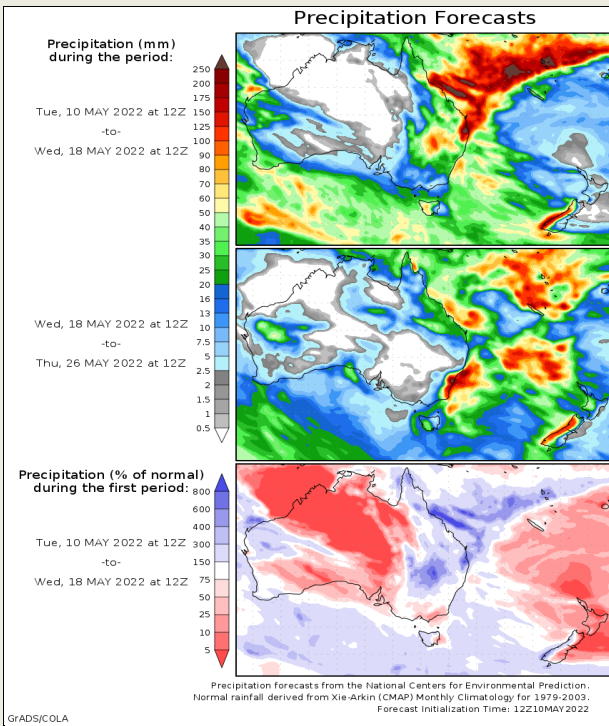 Precipitation Forecasts
Precipitation (mm)
during the period:
Tue, 10 MAY 2022 at 12Z
-to-
Wed, 18 MAY 2022 at 12Z
250
200
175
150
125
100
90
80
70
60
50
40
35
30
25
20
16
13
10
7.5
5
2.5
2
1.5
1
0.5
Wed, 18 MAY 2022 at 12Z
-to-
Thu, 26 MAY 2022 at 12Z
Precipitation (% of normal)
during the first period:
Tue, 10 MAY 2022 at 12Z
-to-
Wed, 18 MAY 2022 at 12Z
800
600
400
300
150
75
50
25
10
5
Precipitation forecasts from the National Centers for Environmental Prediction.
Normal rainfall derived from Xie-Arkin (CMAP) Monthly Climatology for 1979-2003.
Forecast Initialization Time: 12Z10MAY2022
GrADS/COLA